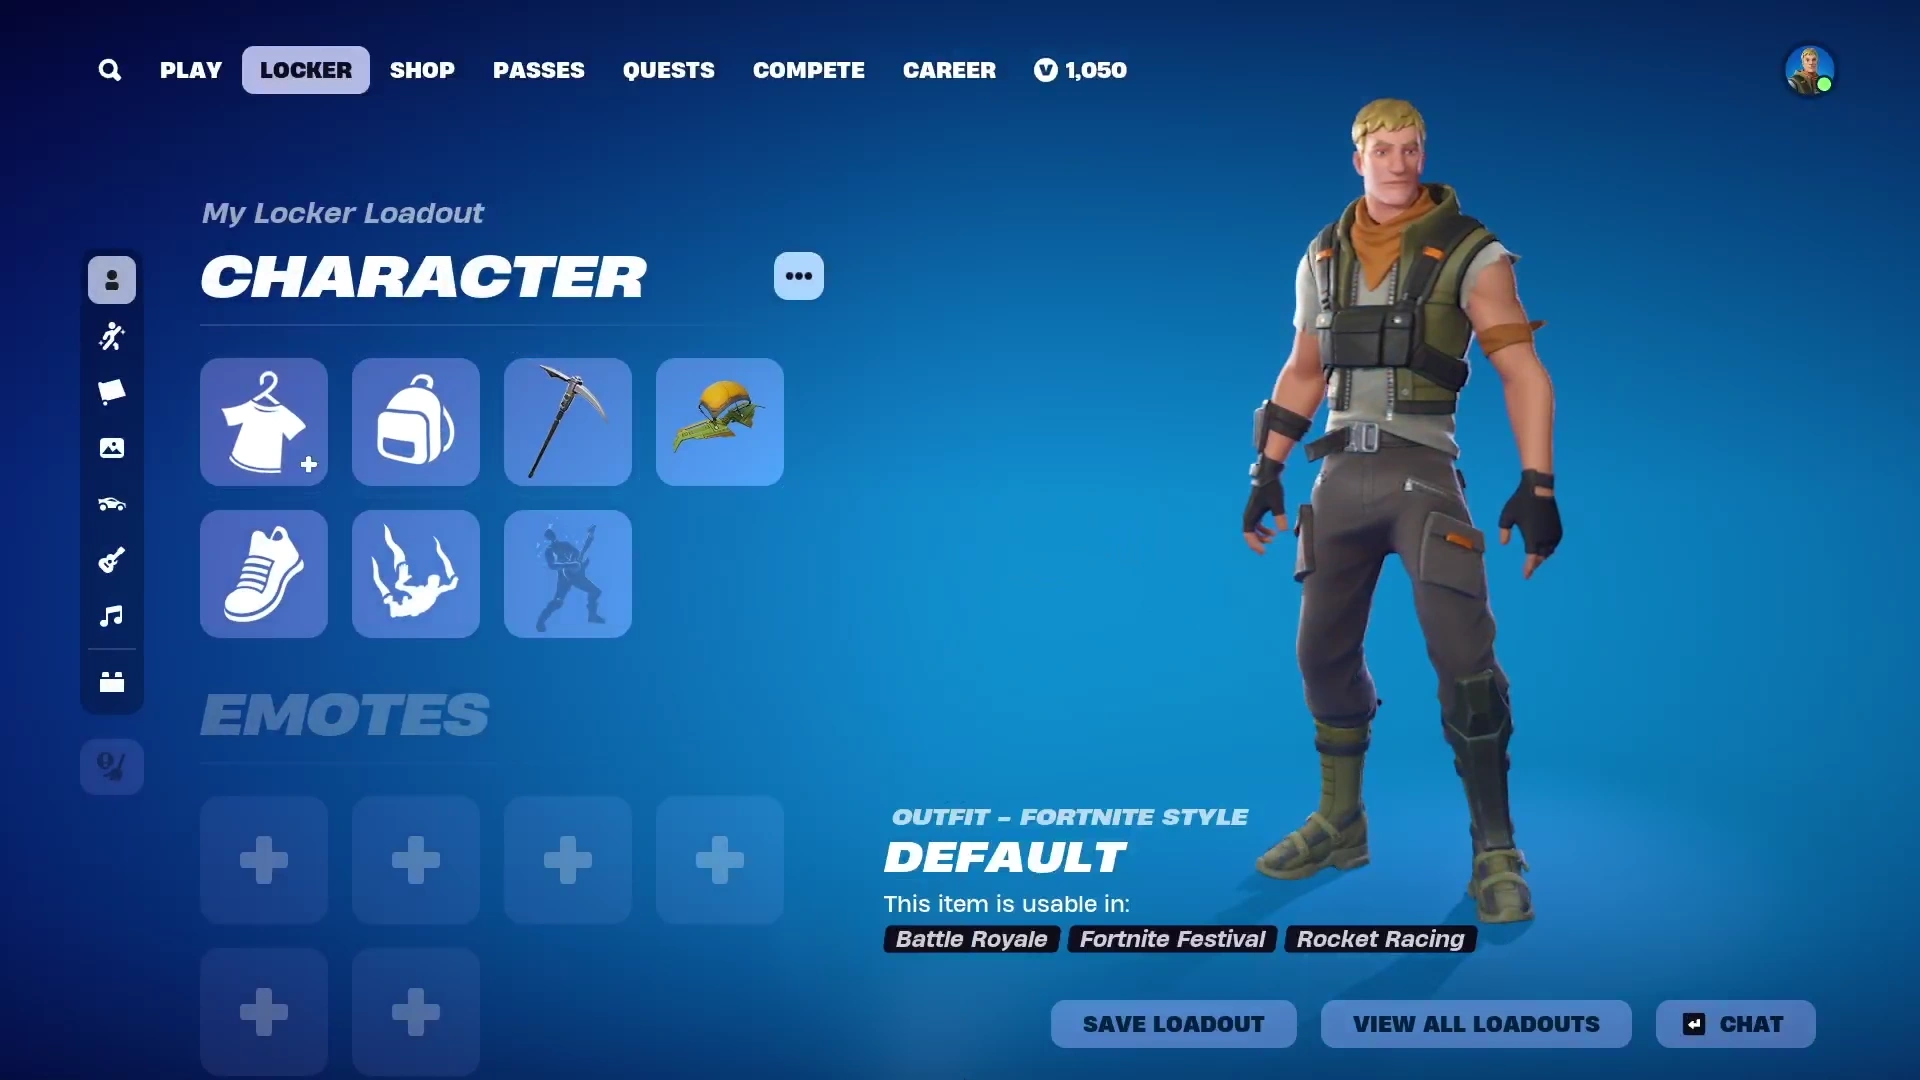 PLAY LOCKER SHOP PASSES QUESTS COMPETE CAREER 1,050
My Locker Loadout
CHARACTER
EMOTES
OUTFIT - FORTNITE STYLE
DEFAULT
This item is usable in:
Battle Royale Fortnite Festival Rocket Racing
SAVE LOADOUT VIEW ALL LOADOUTS CHAT